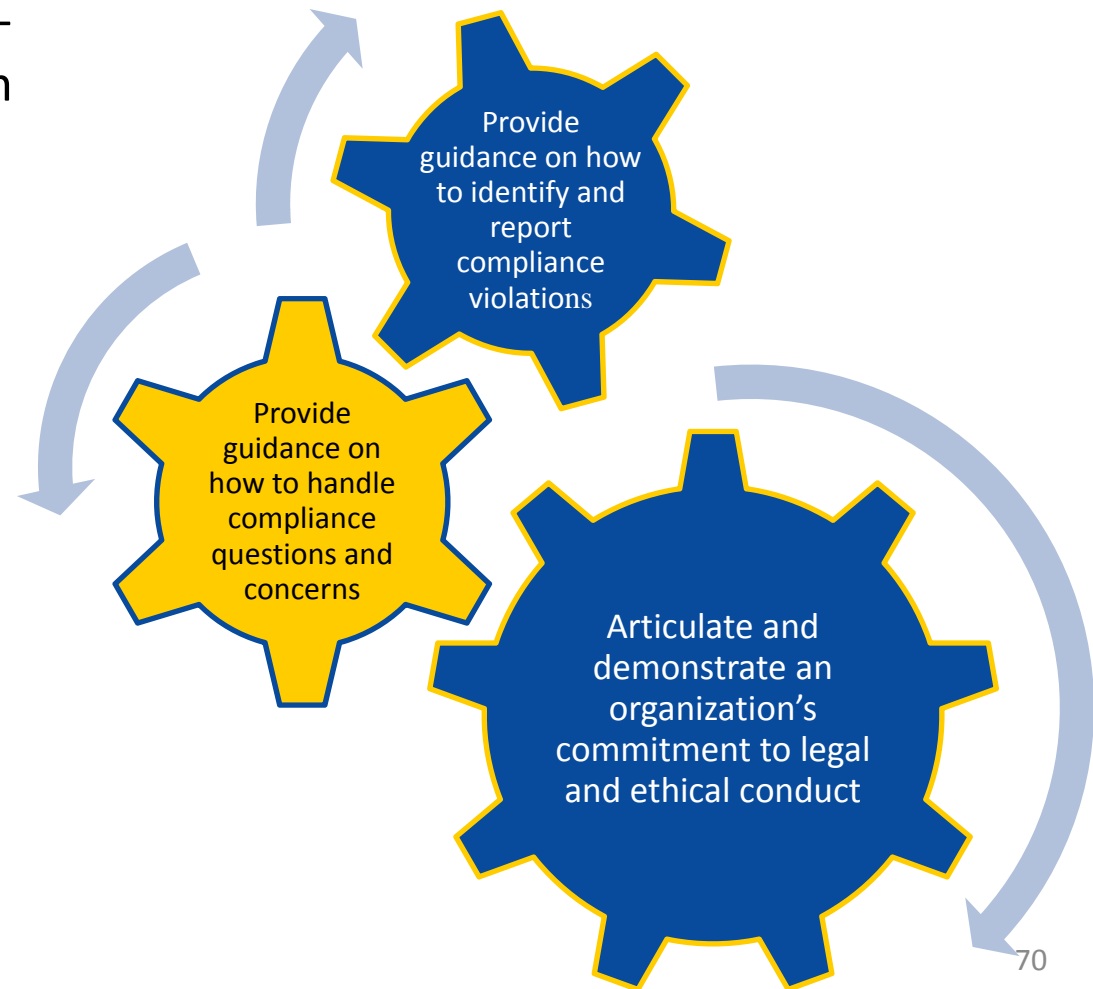 Provide
guidance on how
to identify and
report
compliance
violations
Provide
guidance on
how to handle
compliance
questions and
concerns
Articulate and
demonstrate an
organization’s
commitment to legal
and ethical conduct
70